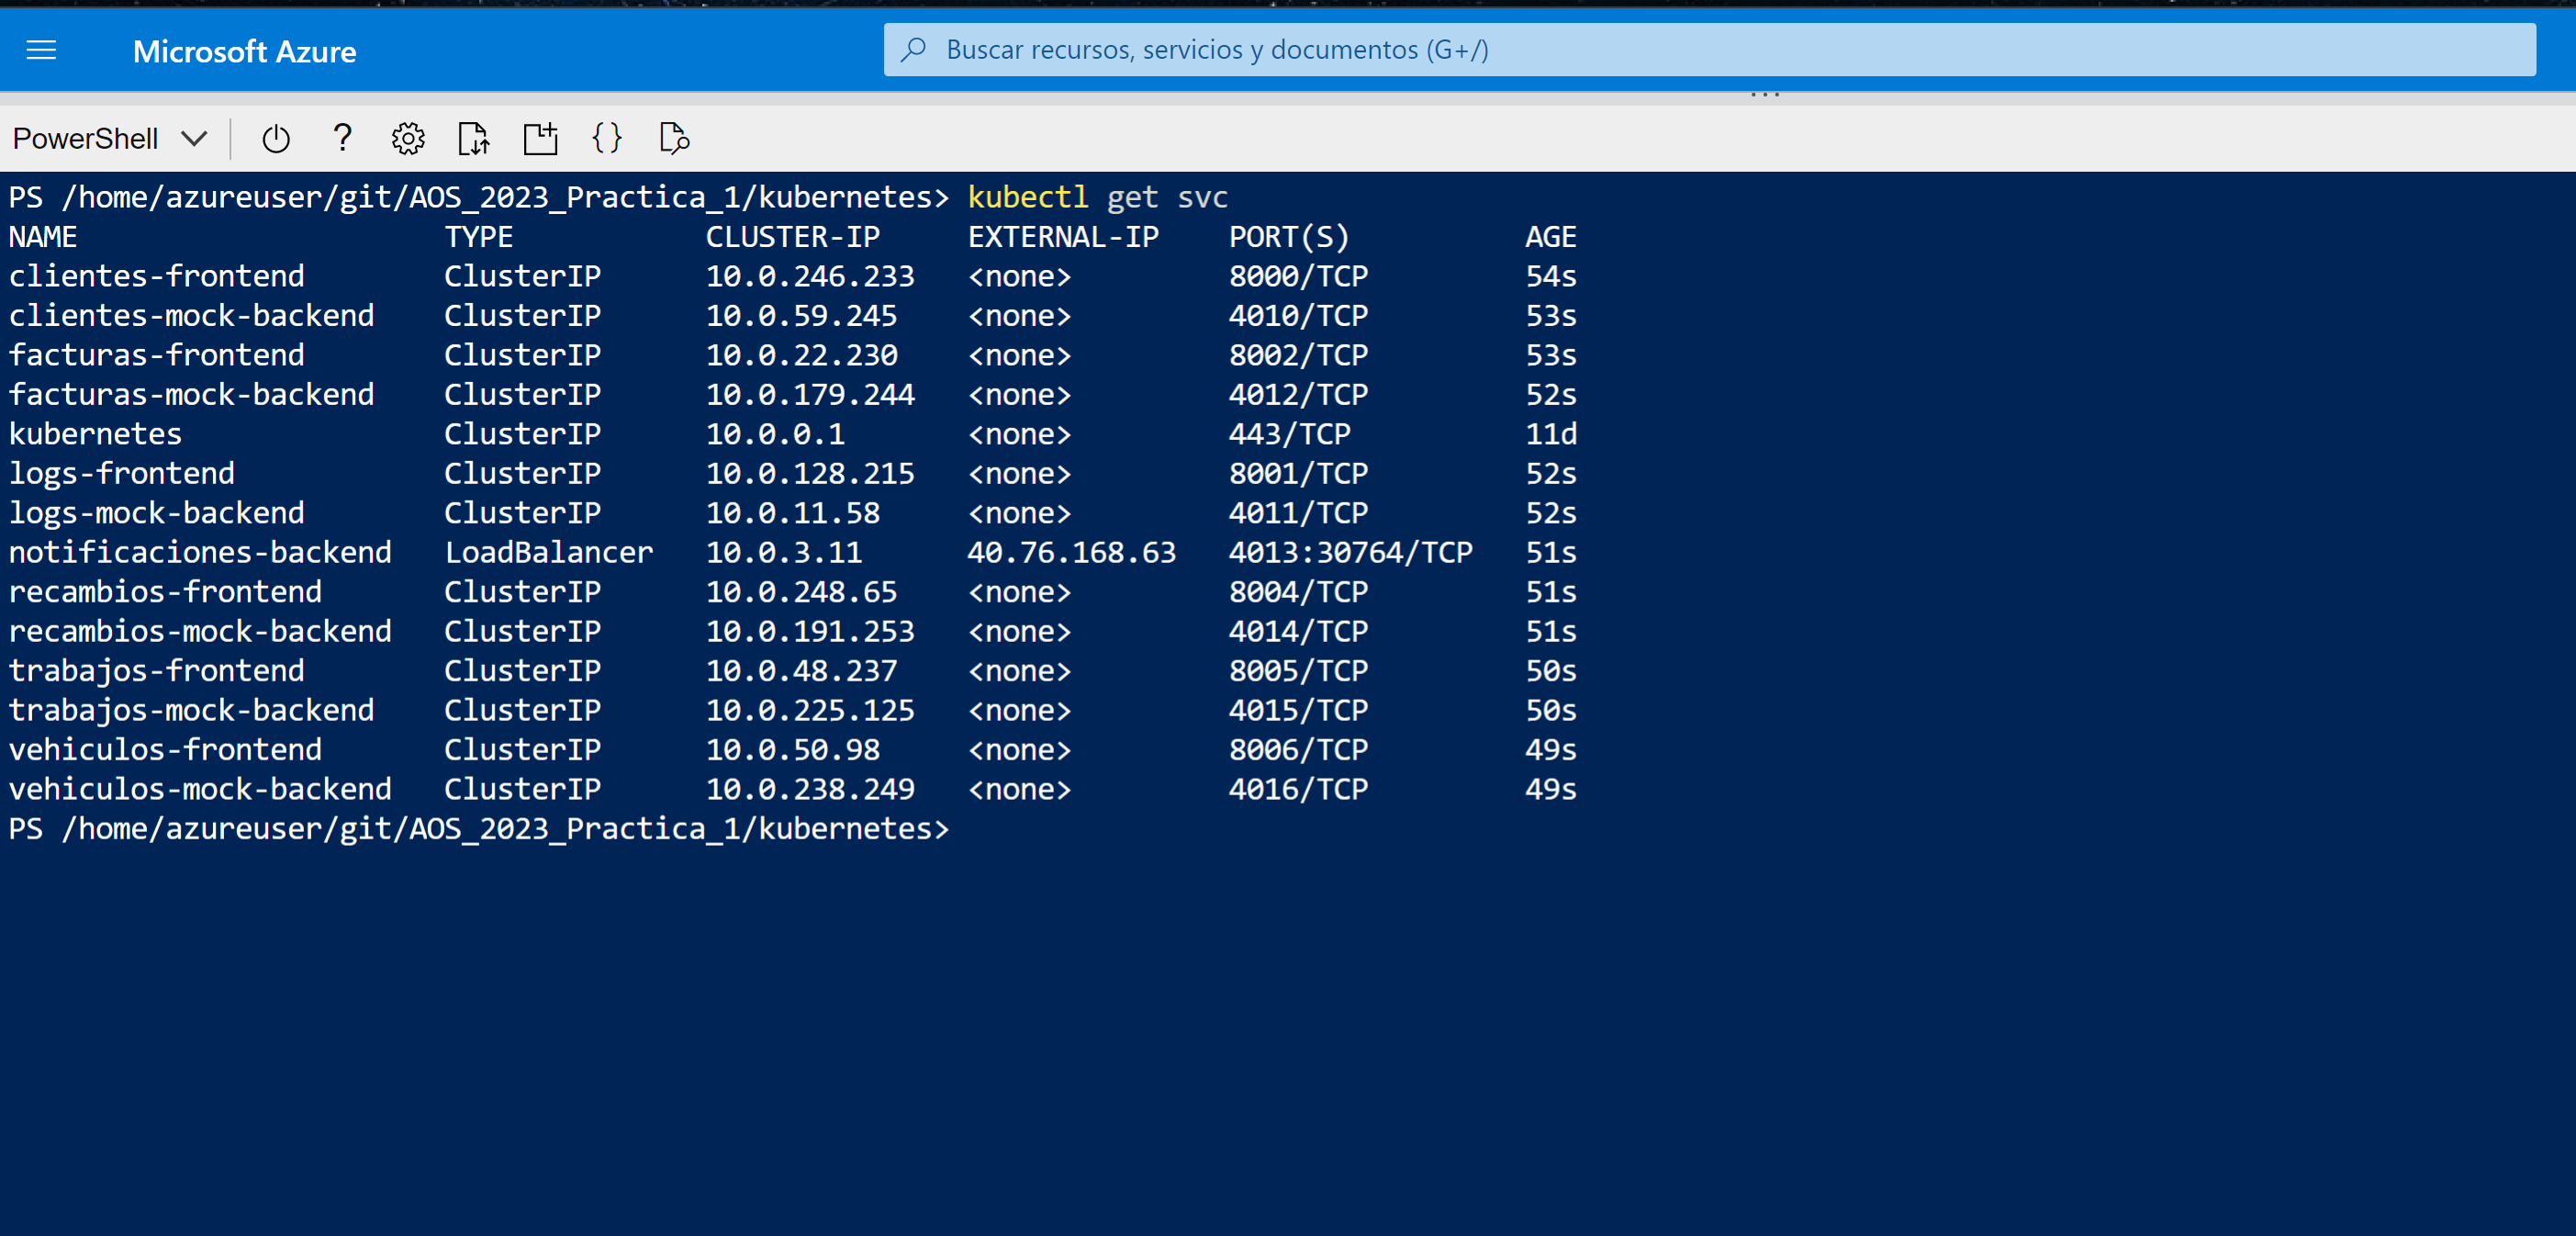 Microsoft Azure
Buscar recursos, servicios y documentos (G+/)
PowerShell
PS /home/azureuser/git/AOS_2023_Practica_1/kubernetes> kubectl get svc
NAME TYPE CLUSTER-IP EXTERNAL-IP PORT(S) AGE
clientes-frontend ClusterIP 10.0.246.233 <none> 8000/TCP 54s
clientes-mock-backend ClusterIP 10.0.59.245 <none> 4010/TCP 53s
facturas-frontend ClusterIP 10.0.22.230 <none> 8002/TCP 53s
facturas-mock-backend ClusterIP 10.0.179.244 <none> 4012/TCP 52s
kubernetes ClusterIP 10.0.0.1 <none> 443/TCP 11d
logs-frontend ClusterIP 10.0.128.215 <none> 8001/TCP 52s
logs-mock-backend ClusterIP 10.0.11.58 <none> 4011/TCP 52s
notificaciones-backend LoadBalancer 10.0.3.11 40.76.168.63 4013:30764/TCP 51s
recambios-frontend ClusterIP 10.0.248.65 <none> 8004/TCP 51s
recambios-mock-backend ClusterIP 10.0.191.253 <none> 4014/TCP 51s
trabajos-frontend ClusterIP 10.0.48.237 <none> 8005/TCP 50s
trabajos-mock-backend ClusterIP 10.0.225.125 <none> 4015/TCP 50s
vehiculos-frontend ClusterIP 10.0.50.98 <none> 8006/TCP 49s
vehiculos-mock-backend ClusterIP 10.0.238.249 <none> 4016/TCP 49s
PS /home/azureuser/git/AOS_2023_Practica_1/kubernetes>